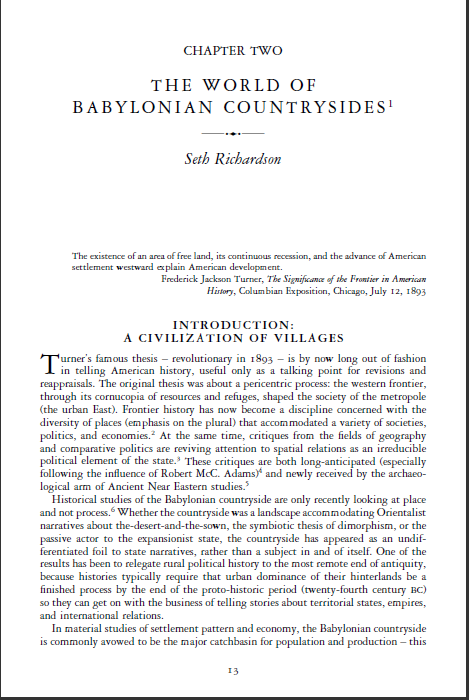 CHAPTER TWO
THE WORLD OF
BABYLONIAN COUNTRYSIDES¹
Seth Richardson
The existence of an area of free land, its continuous recession, and the advance of American
settlement westward explain American development.
Frederick Jackson Turner, The Significance of the Frontier in American
History, Columbian Exposition, Chicago, July 12, 1893
INTRODUCTION:
A CIVILIZATION OF VILLAGES
Turner's famous thesis – revolutionary in 1893 – is by now long out of fashion
in telling American history, useful only as a talking point for revisions and
reappraisals. The original thesis was about a pericentric process: the western frontier,
through its cornucopia of resources and refuges, shaped the society of the metropole
(the urban East). Frontier history has now become a discipline concerned with the
diversity of places (emphasis on the plural) that accommodated a variety of societies,
politics, and economies.² At the same time, critiques from the fields of geography
and comparative politics are reviving attention to spatial relations as an irreducible
political element of the state.³ These critiques are both long-anticipated (especially
following the influence of Robert McC. Adams)⁴ and newly received by the archaeo-
logical arm of Ancient Near Eastern studies.⁵
Historical studies of the Babylonian countryside are only recently looking at place
and not process.⁶ Whether the countryside was a landscape accommodating Orientalist
narratives about the-desert-and-the-sown, the symbiotic thesis of dimorphism, or the
passive actor to the expansionist state, the countryside has appeared as an undif-
ferentiated foil to state narratives, rather than a subject in and of itself. One of the
results has been to relegate rural political history to the most remote end of antiquity,
because histories typically require that urban dominance of their hinterlands be a
finished process by the end of the proto-historic period (twenty-fourth century BC)
so they can get on with the business of telling stories about territorial states, empires,
and international relations.
In material studies of settlement pattern and economy, the Babylonian countryside
is commonly avowed to be the major catchbasin for population and production – this
13